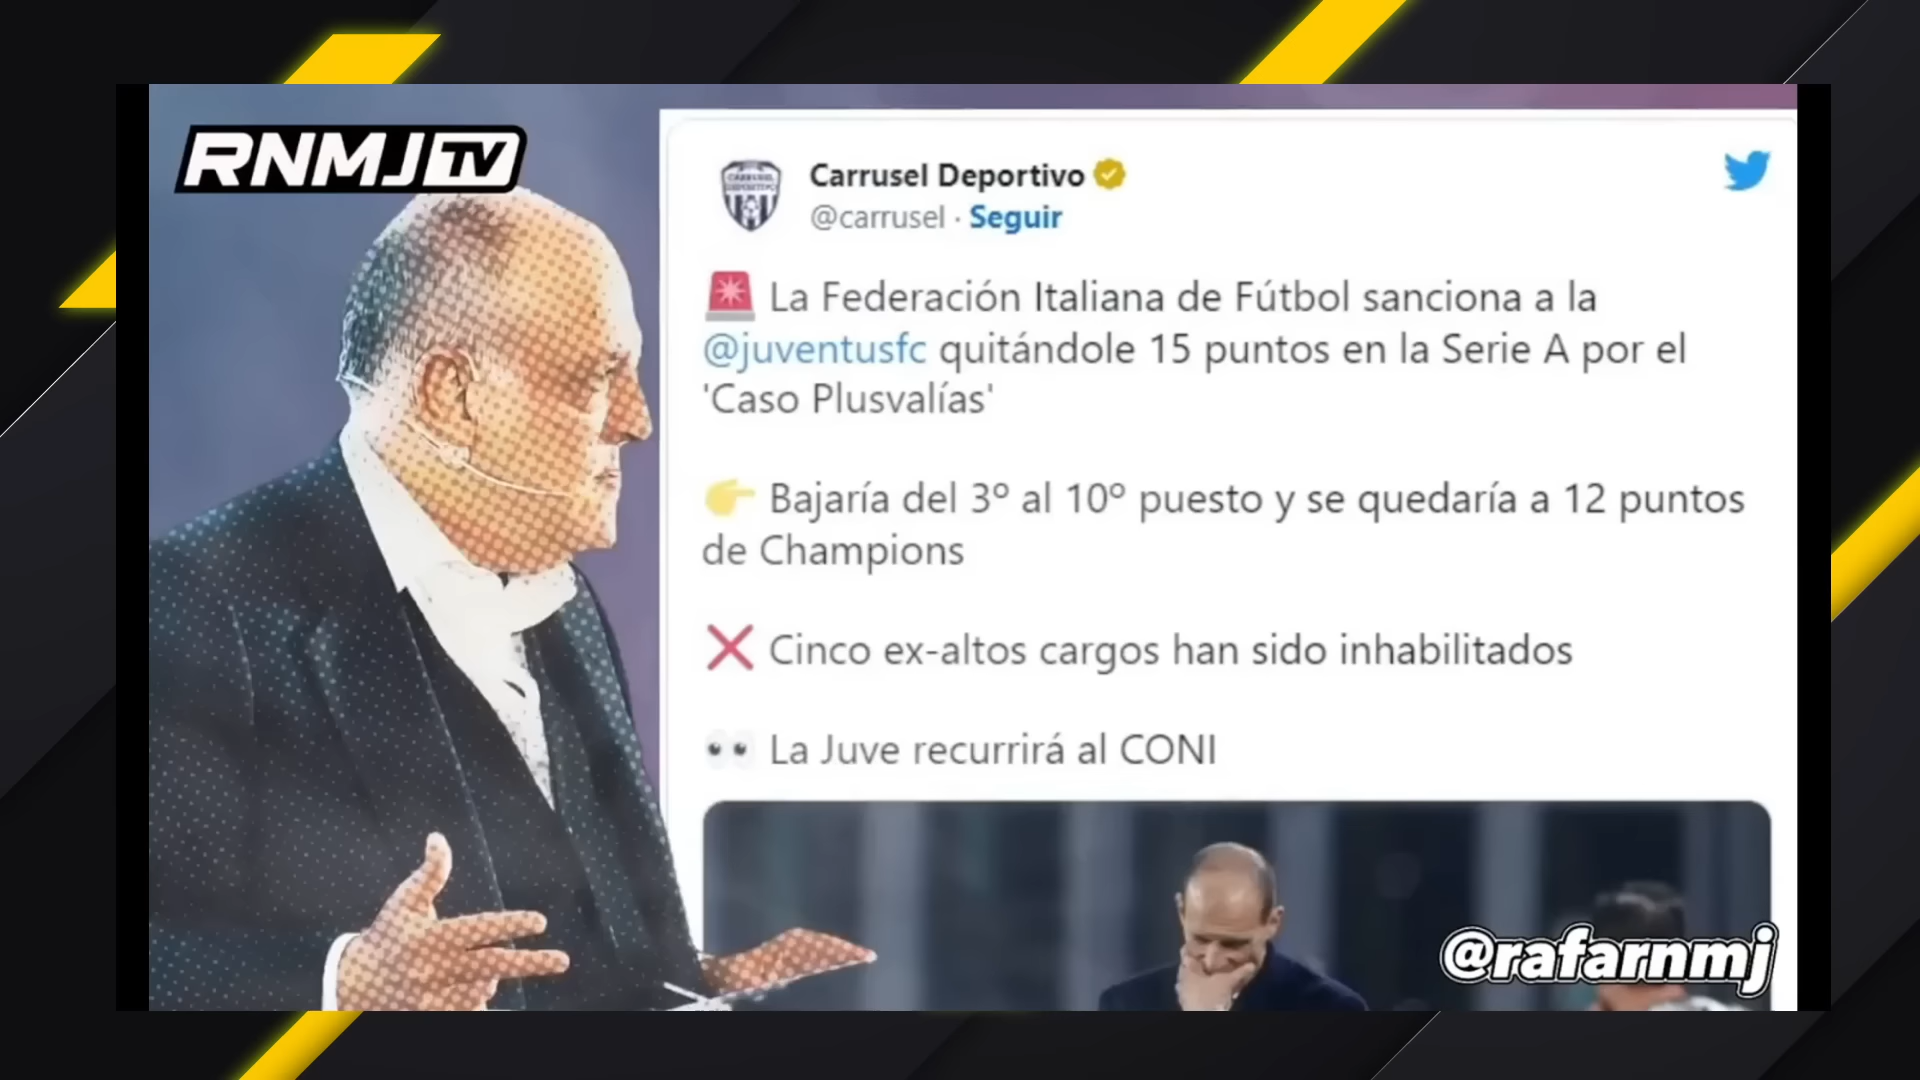 RNMJ TV
Carrusel Deportivo
@carrusel · Seguir
La Federación Italiana de Fútbol sanciona a la
@juventusfc quitándole 15 puntos en la Serie A por el
'Caso Plusvalías'
Bajaría del 3º al 10º puesto y se quedaría a 12 puntos
de Champions
Cinco ex-altos cargos han sido inhabilitados
La Juve recurrirá al CONI
@rafarnmj